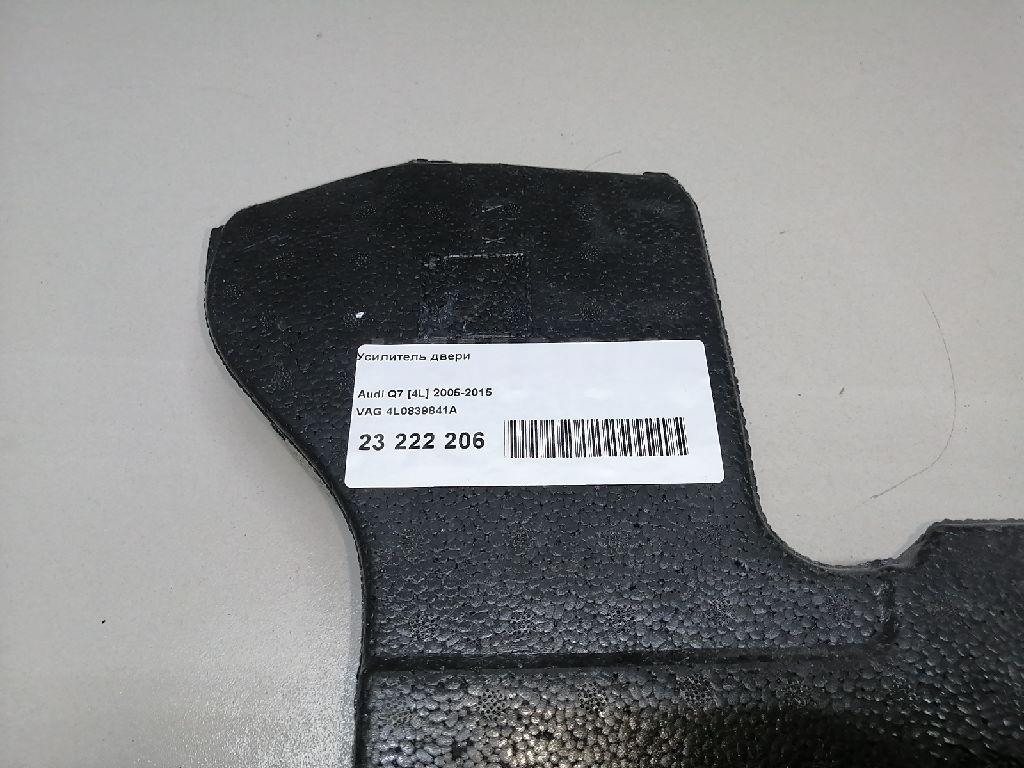 Усилитель двери
Audi Q7 [4L] 2005-2015
VAG 4L0839841A
23 222 206